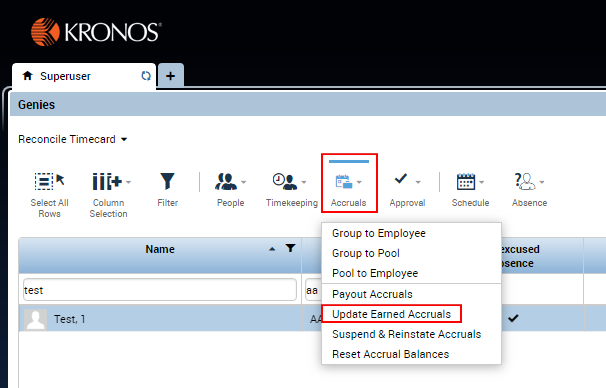 KRONOS®
Superuser
+
Genies
Reconcile Timecard
Select All
Rows
Column
Selection
Filter
People
Timekeeping
Accruals
Approval
Schedule
Absence
Name
xcused
bsence
Group to Employee
Group to Pool
Pool to Employee
Payout Accruals
Update Earned Accruals
Suspend & Reinstate Accruals
Reset Accrual Balances
test
aa
Test, 1
AA